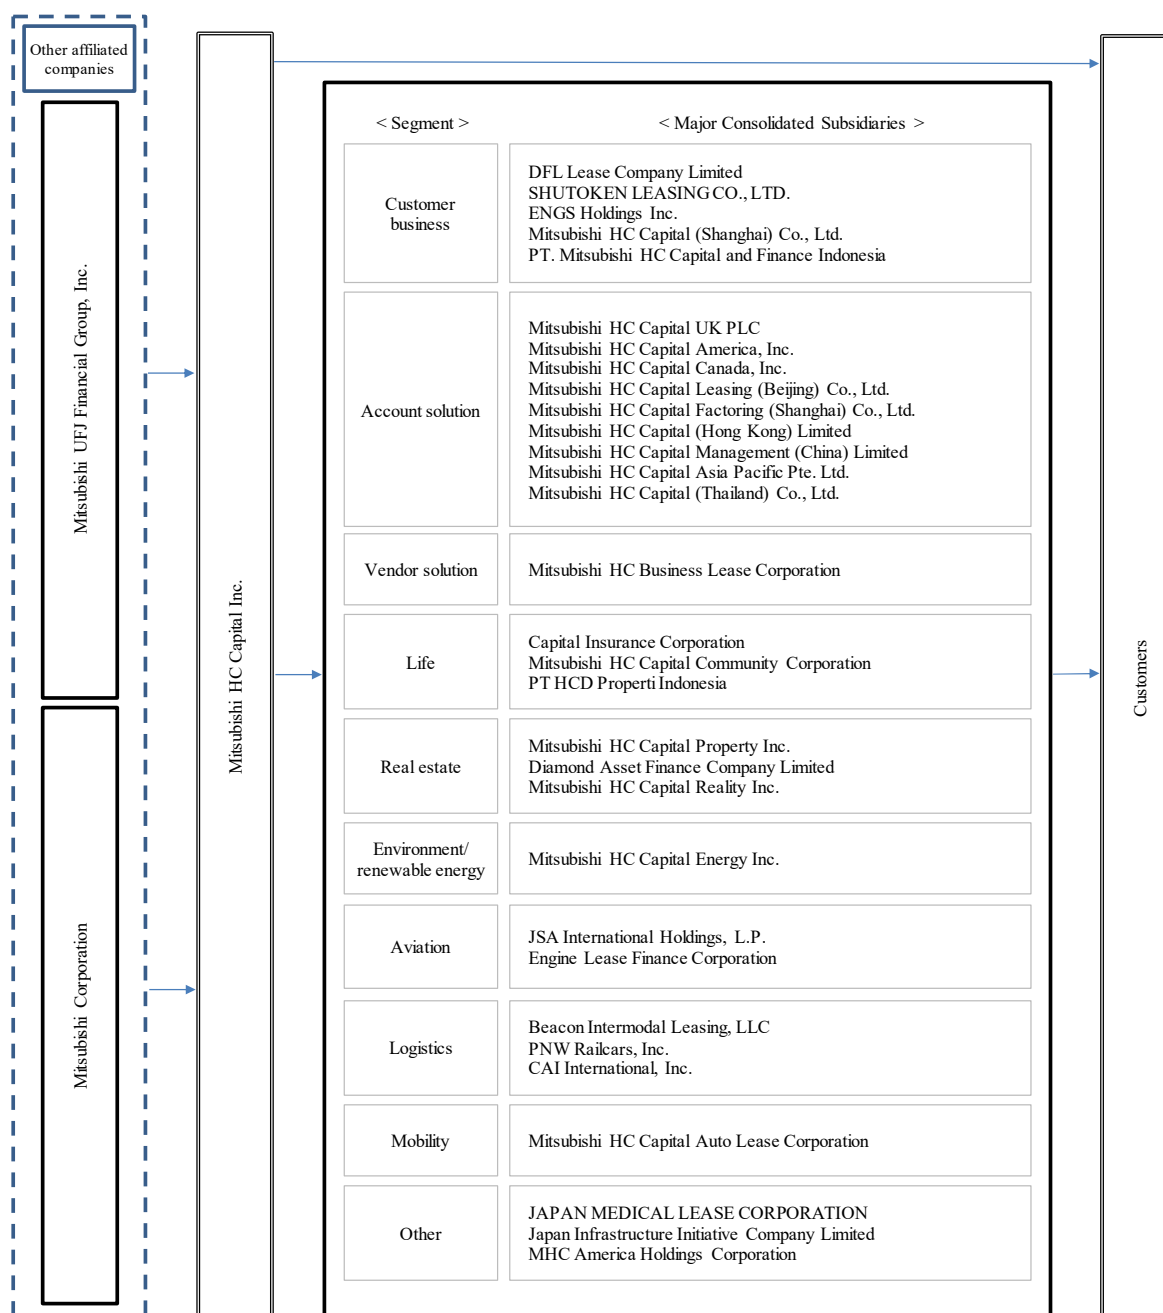 Other affiliated
companies
Mitsubishi UFJ Financial Group, Inc.
Mitsubishi Corporation
Mitsubishi HC Capital Inc.
< Segment >
< Major Consolidated Subsidiaries >
Customer
business
DFL Lease Company Limited
SHUTOKEN LEASING CO., LTD.
ENGS Holdings Inc.
Mitsubishi HC Capital (Shanghai) Co., Ltd.
PT. Mitsubishi HC Capital and Finance Indonesia
Account solution
Mitsubishi HC Capital UK PLC
Mitsubishi HC Capital America, Inc.
Mitsubishi HC Capital Canada, Inc.
Mitsubishi HC Capital Leasing (Beijing) Co., Ltd.
Mitsubishi HC Capital Factoring (Shanghai) Co., Ltd.
Mitsubishi HC Capital (Hong Kong) Limited
Mitsubishi HC Capital Management (China) Limited
Mitsubishi HC Capital Asia Pacific Pte. Ltd.
Mitsubishi HC Capital (Thailand) Co., Ltd.
Vendor solution
Mitsubishi HC Business Lease Corporation
Life
Capital Insurance Corporation
Mitsubishi HC Capital Community Corporation
PT HCD Properti Indonesia
Real estate
Mitsubishi HC Capital Property Inc.
Diamond Asset Finance Company Limited
Mitsubishi HC Capital Reality Inc.
Environment/
renewable energy
Mitsubishi HC Capital Energy Inc.
Aviation
JSA International Holdings, L.P.
Engine Lease Finance Corporation
Logistics
Beacon Intermodal Leasing, LLC
PNW Railcars, Inc.
CAI International, Inc.
Mobility
Mitsubishi HC Capital Auto Lease Corporation
Other
JAPAN MEDICAL LEASE CORPORATION
Japan Infrastructure Initiative Company Limited
MHC America Holdings Corporation
Customers